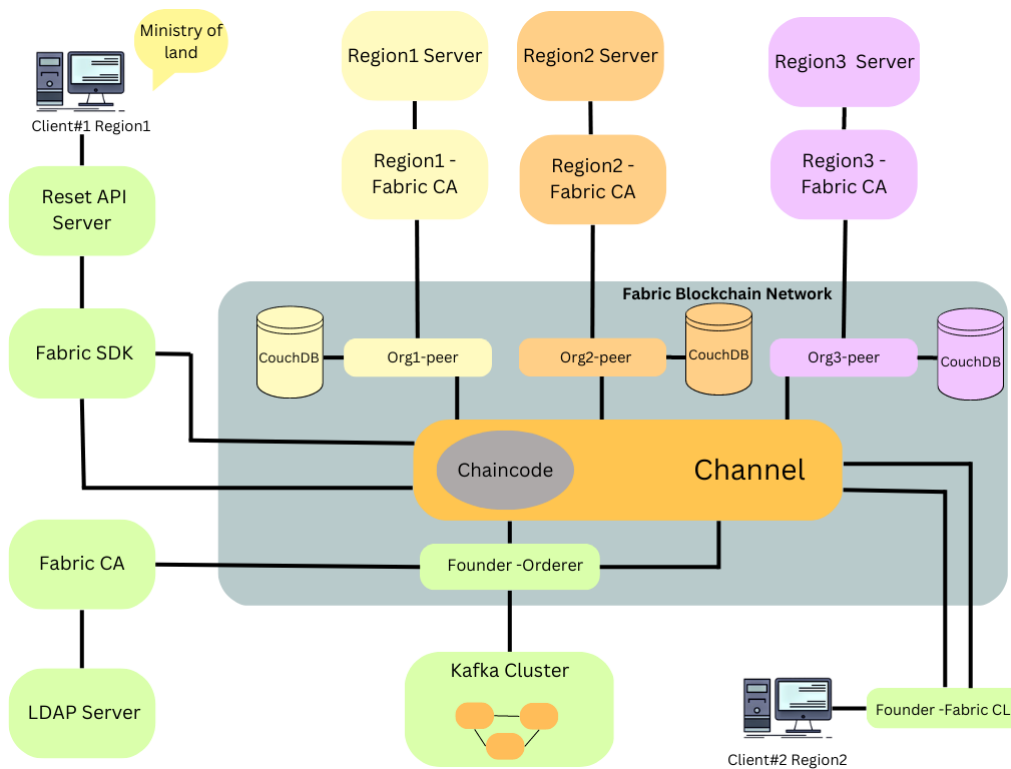 Ministry of
land
Client#1 Region1
Region1 Server
Region2 Server
Region3 Server
Reset API
Server
Region1 -
Fabric CA
Region2 -
Fabric CA
Region3 -
Fabric CA
Fabric Blockchain Network
Fabric SDK
CouchDB
Org1-peer
Org2-peer
CouchDB
Org3-peer
CouchDB
Chaincode
Channel
Fabric CA
Founder -Orderer
LDAP Server
Kafka Cluster
Founder -Fabric CL
Client#2 Region2